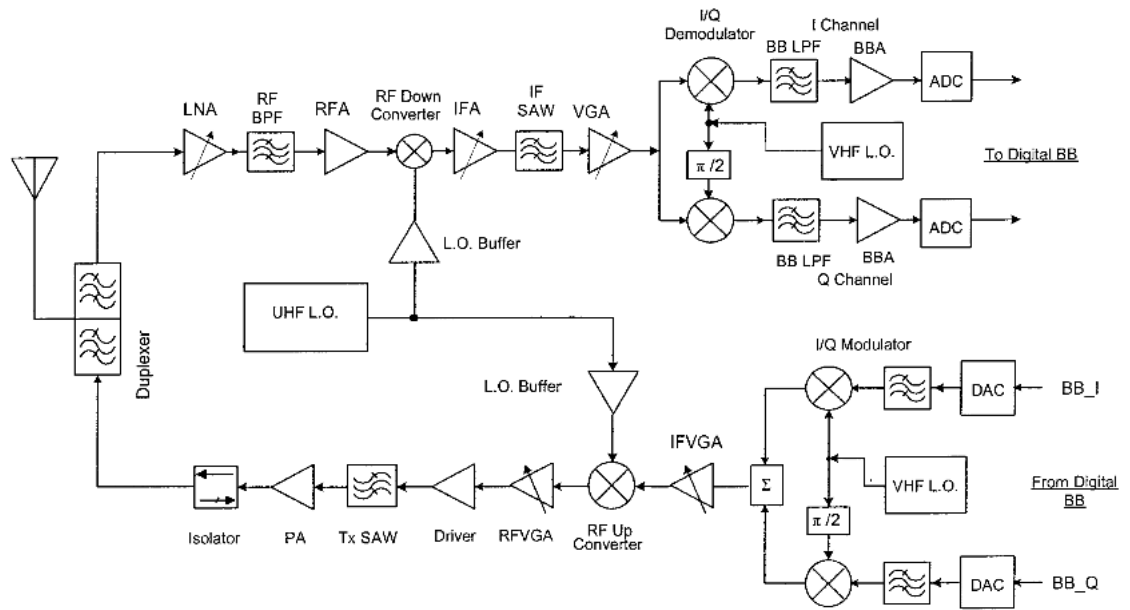 I/Q
Demodulator
I Channel
BB LPF
BBA
ADC
LNA
RF
BPF
RFA
RF Down
Converter
IFA
IF
SAW
VGA
VHF L.O.
To Digital BB
π/2
L.O. Buffer
ADC
BB LPF
BBA
Q Channel
UHF L.O.
Duplexer
I/Q Modulator
L.O. Buffer
DAC
BB_I
IFVGA
Σ
VHF L.O.
From Digital
BB
π/2
Isolator
PA
Tx SAW
Driver
RFVGA
RF Up
Converter
DAC
BB_Q